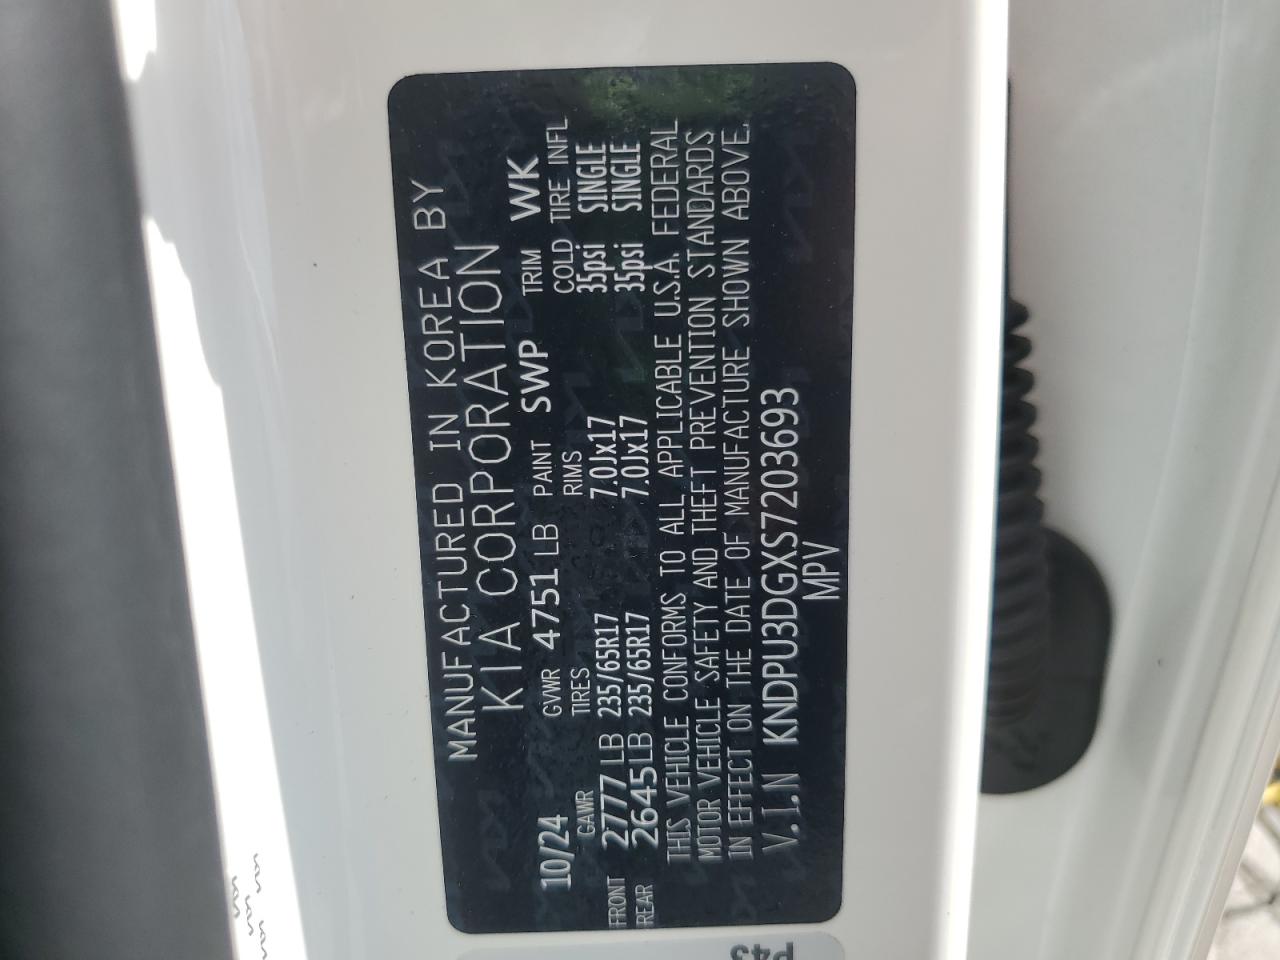 MANUFACTURED IN KOREA BY
KIA CORPORATION
10/24 GVWR 4751 LB PAINT SWP TRIM WK
GAWR TIRES RIMS COLD TIRE INFL
FRONT 2777 LB 235/65R17 7.0Jx17 35psi SINGLE
REAR 2645 LB 235/65R17 7.0Jx17 35psi SINGLE
THIS VEHICLE CONFORMS TO ALL APPLICABLE U.S.A. FEDERAL
MOTOR VEHICLE SAFETY AND THEFT PREVENTION STANDARDS
IN EFFECT ON THE DATE OF MANUFACTURE SHOWN ABOVE.
V.I.N KNDPU3DGXS7203693
MPV
P43